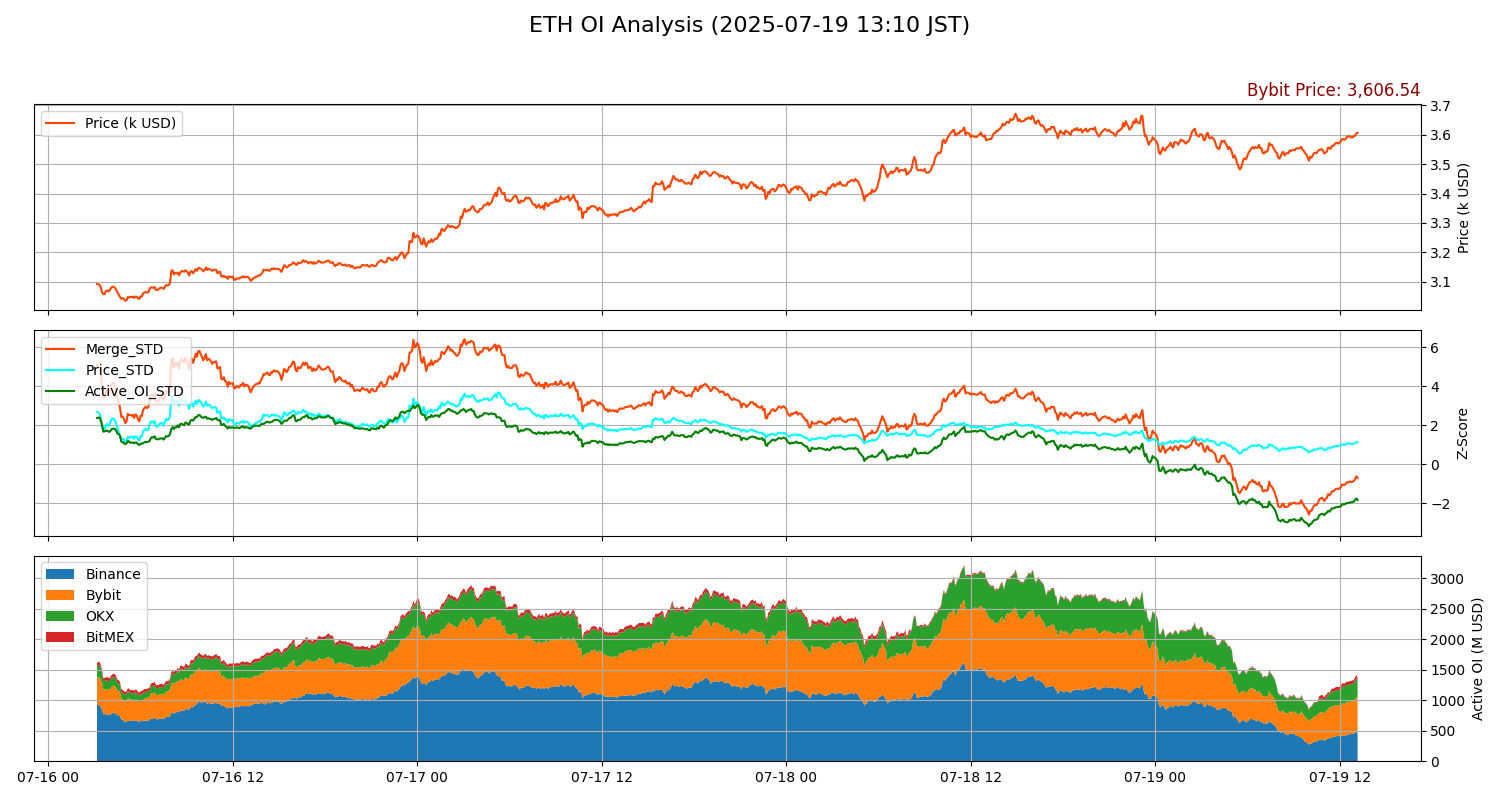 ETH OI Analysis (2025-07-19 13:10 JST)
Bybit Price: 3,606.54
Price (k USD)
3.7
3.6
3.5
3.4
3.3
3.2
3.1
Price (k USD)
Merge_STD
Price_STD
Active_OI_STD
6
4
2
0
−2
Z-Score
Binance
Bybit
OKX
BitMEX
3000
2500
2000
1500
1000
500
0
Active OI (M USD)
07-16 00
07-16 12
07-17 00
07-17 12
07-18 00
07-18 12
07-19 00
07-19 12